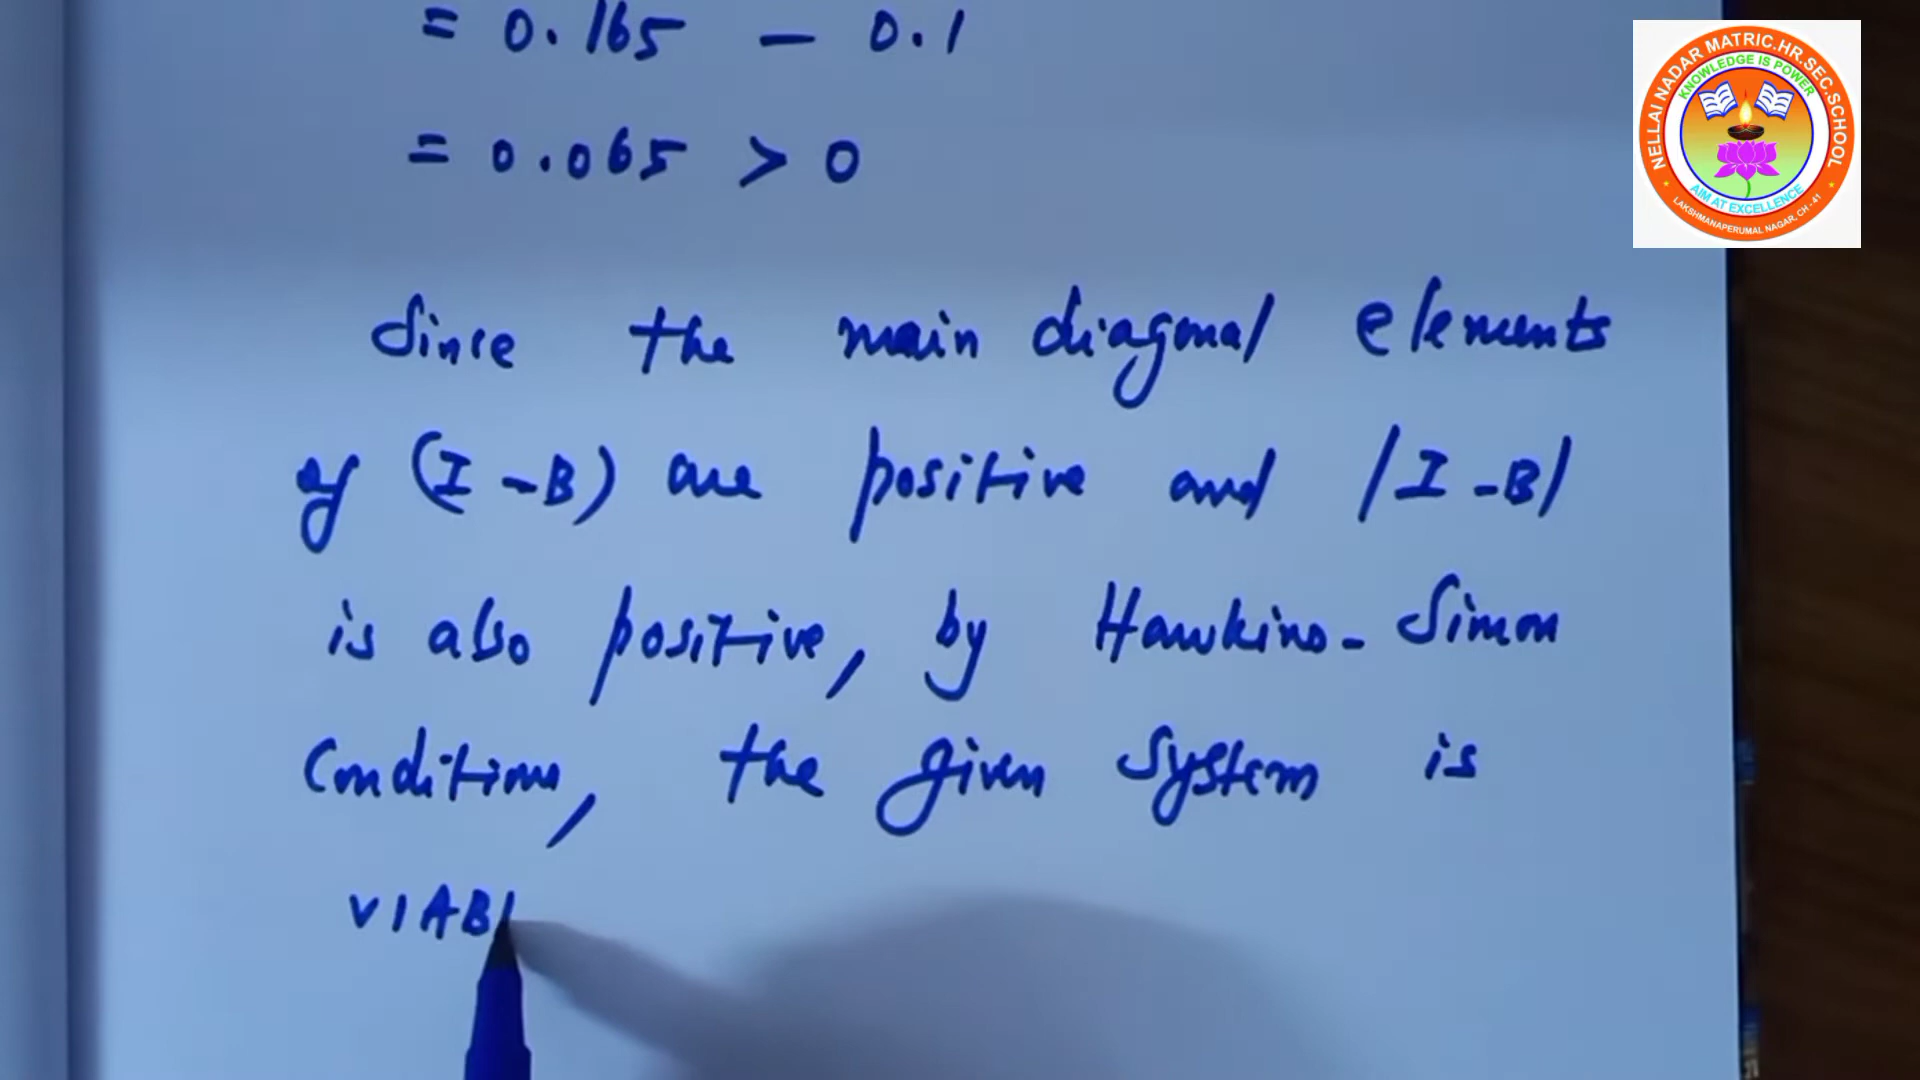 = 0.165 - 0.1
= 0.065 > 0
Since the main diagonal elements
of (I-B) are positive and |I-B|
is also positive, by Hawkins-Simon
Conditions, the given system is
VIABL
NELLAI NADAR MATRIC.HR.SEC.SCHOOL
KNOWLEDGE IS POWER
AIM AT EXCELLENCE
LAKSHMANAPERUMAL NAGAR, CH - 41